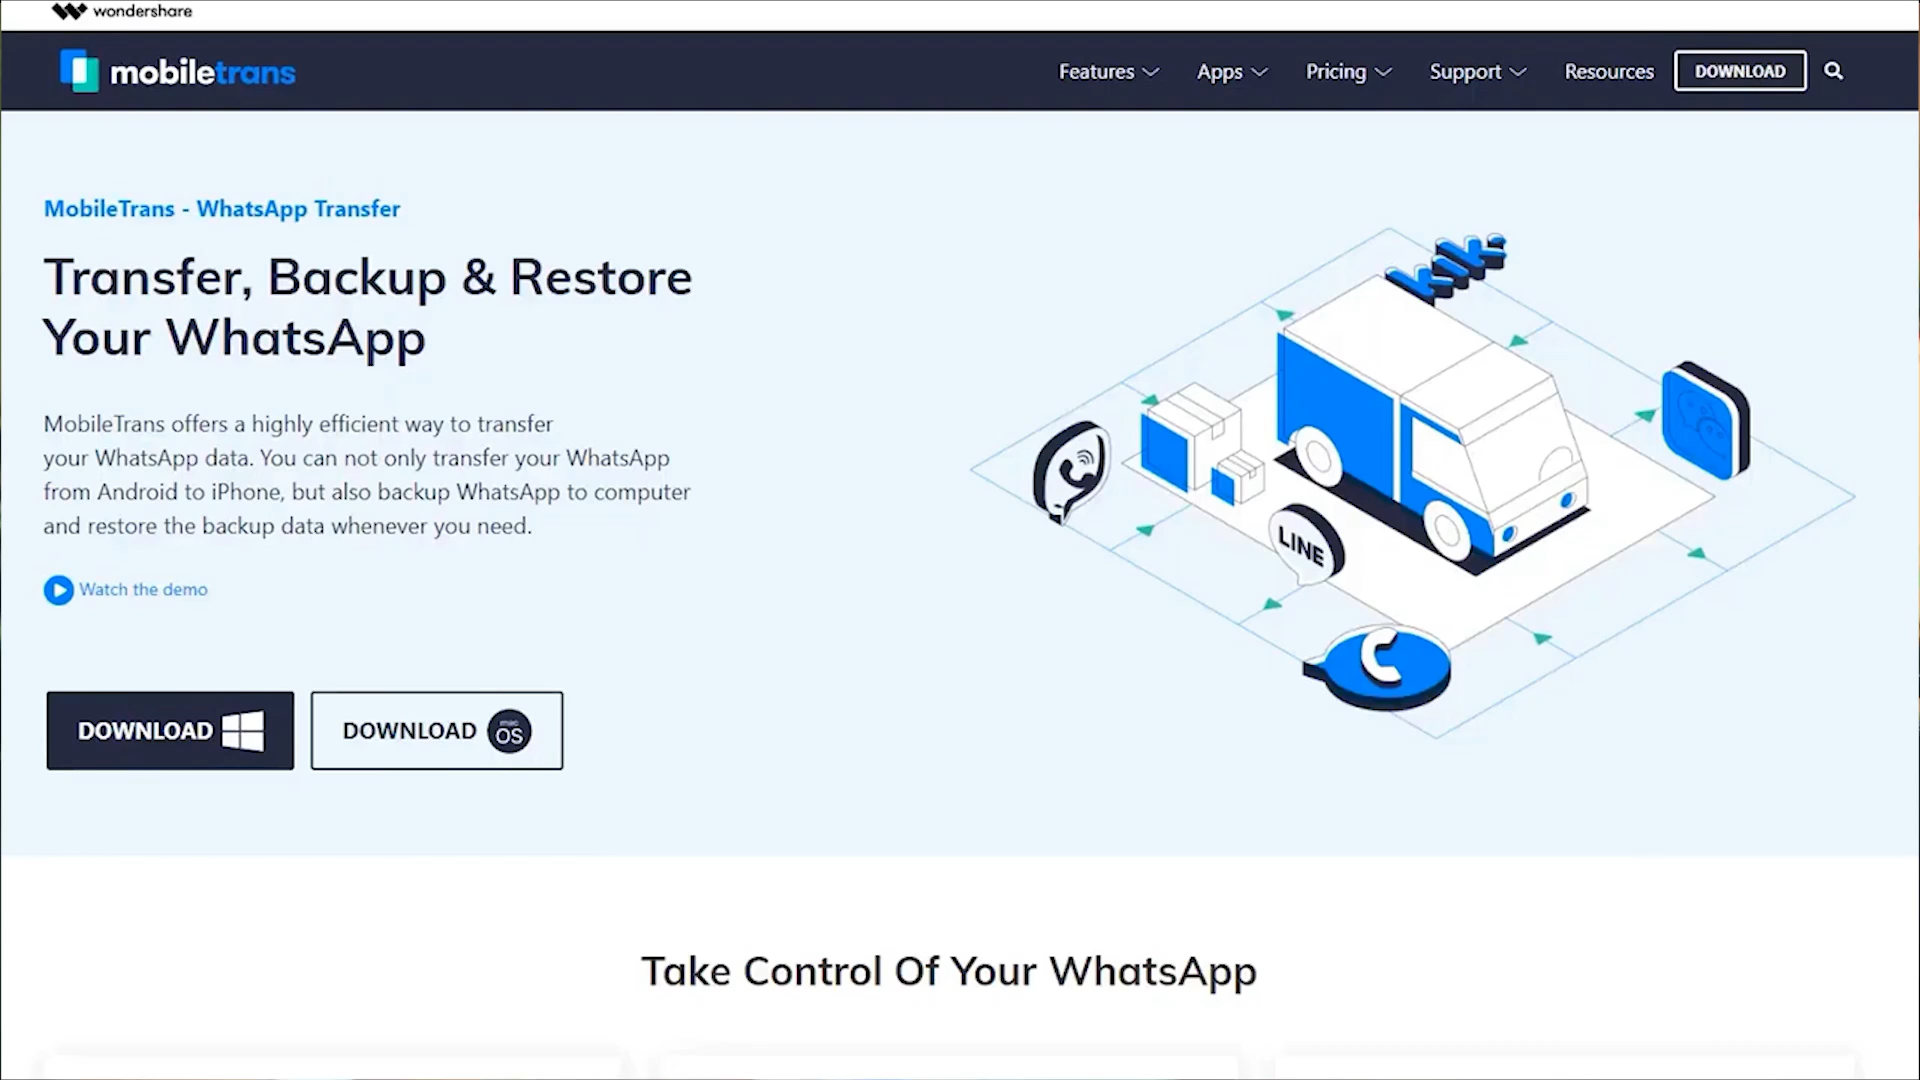 wondershare
mobiletrans
Features
Apps
Pricing
Support
Resources
DOWNLOAD
MobileTrans - WhatsApp Transfer
Transfer, Backup & Restore
Your WhatsApp
MobileTrans offers a highly efficient way to transfer
your WhatsApp data. You can not only transfer your WhatsApp
from Android to iPhone, but also backup WhatsApp to computer
and restore the backup data whenever you need.
Watch the demo
DOWNLOAD
DOWNLOAD
mac
OS
kik
LINE
Take Control Of Your WhatsApp